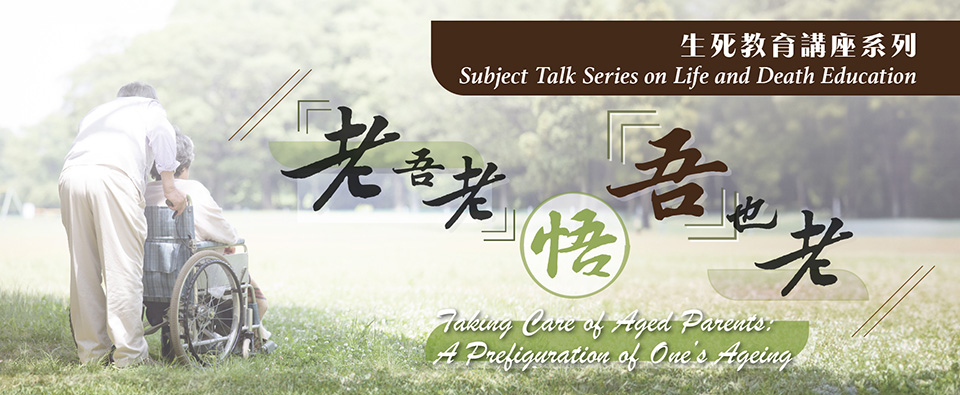 生死教育講座系列
Subject Talk Series on Life and Death Education
「老吾老」悟「吾」也老
Taking Care of Aged Parents:
A Prefiguration of One's Ageing